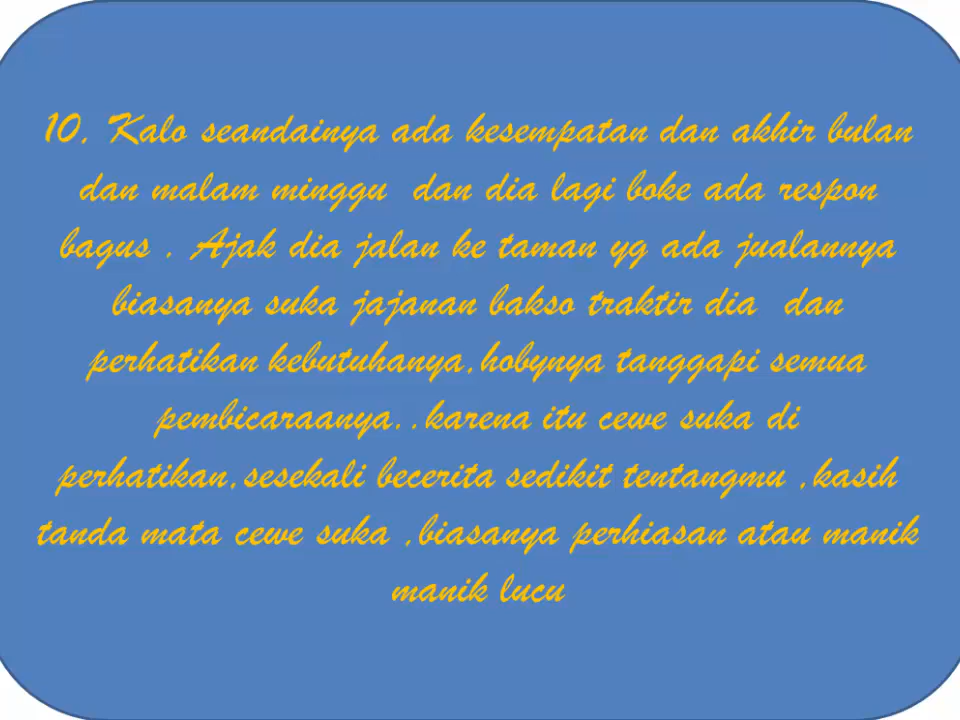 10. Kalo seandainya ada kesempatan dan akhir bulan
dan malam minggu dan dia lagi boke ada respon
bagus . Ajak dia jalan ke taman yg ada jualannya
biasanya suka jajanan bakso traktir dia dan
perhatikan kebutuhanya,hobynya tanggapi semua
pembicaraanya..karena itu cewe suka di
perhatikan,sesekali becerita sedikit tentangmu ,kasih
tanda mata cewe suka ,biasanya perhiasan atau manik
manik lucu